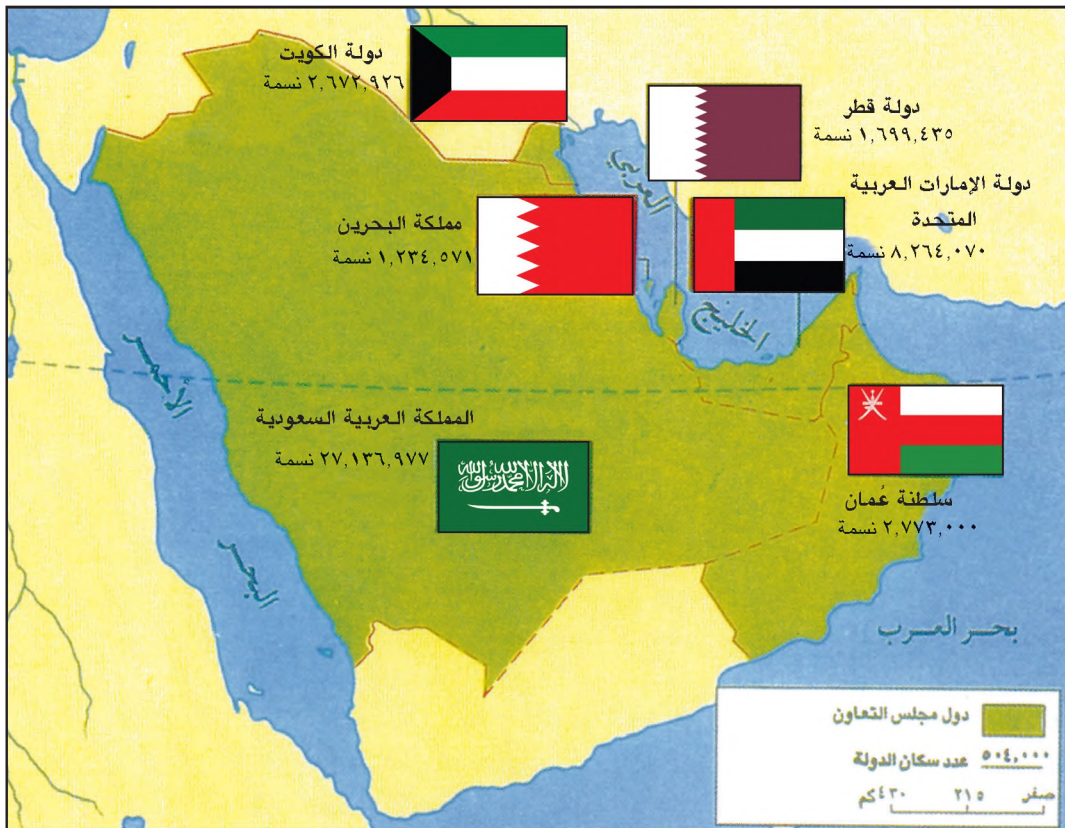 دولة الكويت
٢,٦٧٢,٩٢٦ نسمة
دولة قطر
١,٦٩٩,٤٣٥ نسمة
دولة الإمارات العربية
المتحدة
٨,٢٦٤,٠٧٠ نسمة
مملكة البحرين
١,٢٣٤,٥٧١ نسمة
الخليج
العربي
المملكة العربية السعودية
٢٧,١٣٦,٩٧٧ نسمة
لا إله إلا الله محمد رسول الله
سلطنة عُمان
٢,٧٧٣,٠٠٠ نسمة
البحر
الأحمر
بحر العرب
دول مجلس التعاون
٥٠٤,٠٠٠ عدد سكان الدولة
صفر ٢١٥ ٤٣٠ كم